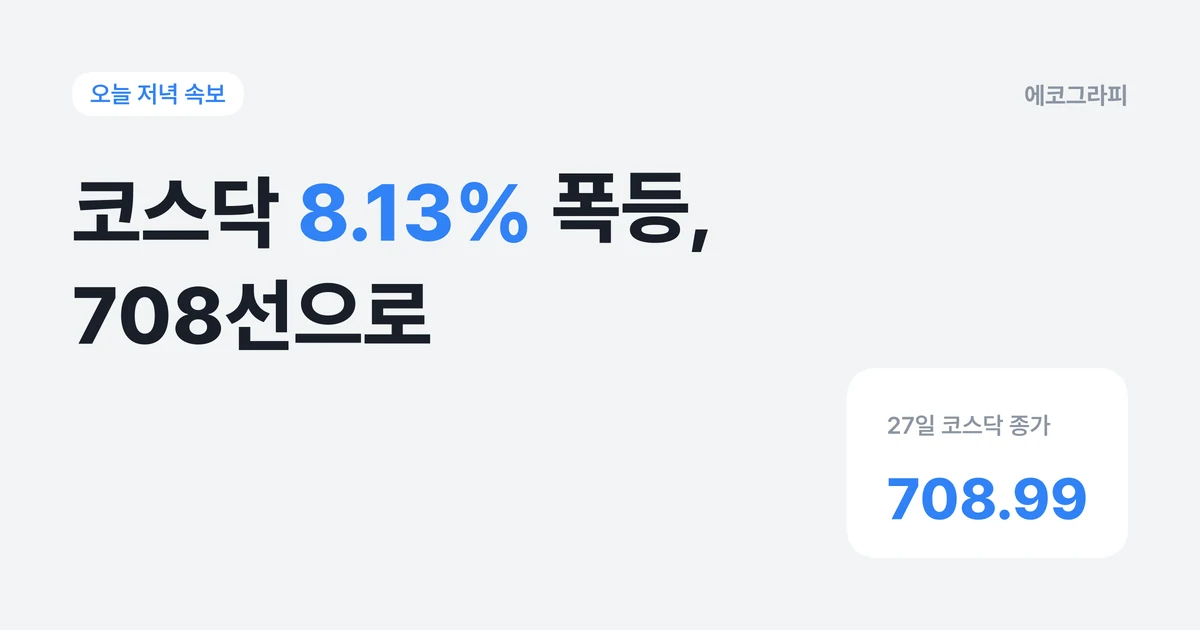 오늘 저녁 속보
에코그라피
코스닥 8.13% 폭등,
708선으로
27일 코스닥 종가
708.99